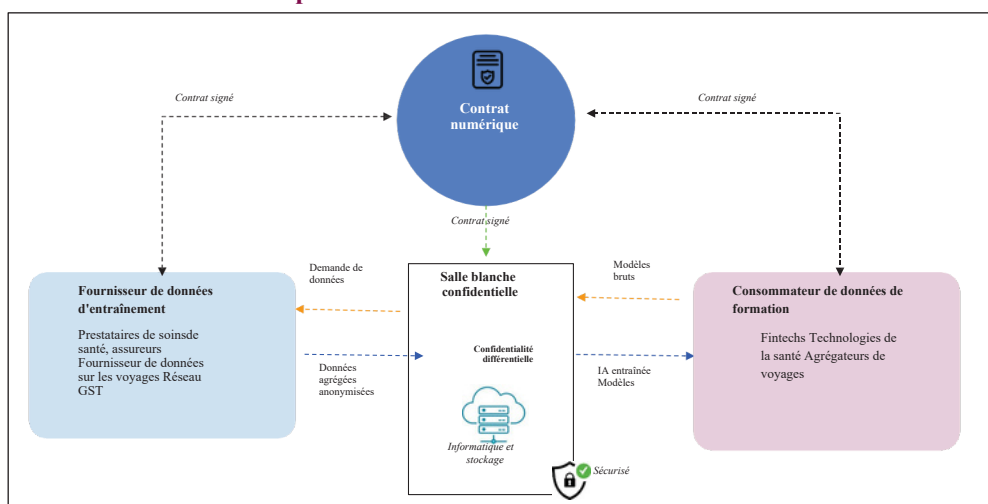 Contrat
numérique
Contrat signé
Contrat signé
Contrat signé
Fournisseur de données
d'entraînement
Prestataires de soinsde
santé, assureurs
Fournisseur de données
sur les voyages Réseau
GST
Demande de
données
Données
agrégées
anonymisées
Salle blanche
confidentielle
Confidentialité
différentielle
Informatique et
stockage
Sécurisé
Modèles
bruts
IA entraînée
Modèles
Consommateur de données de
formation
Fintechs Technologies de
la santé Agrégateurs de
voyages